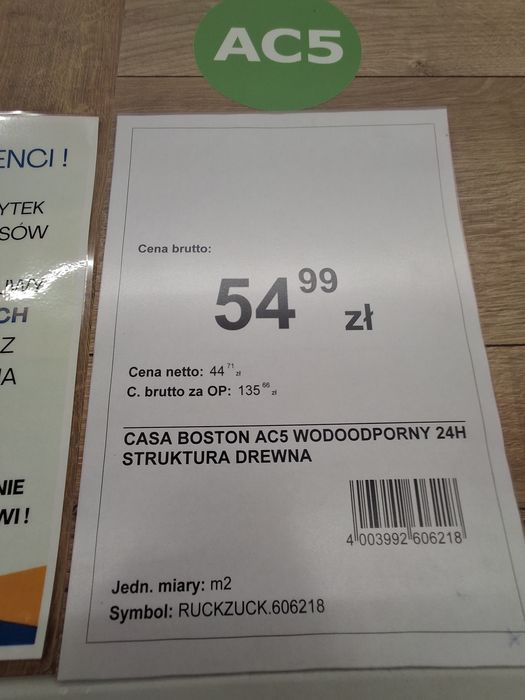 AC5
ENCI !
YTEK
SÓW
CH
Z
NIE
WI !
Cena brutto:
54 99 zł
Cena netto: 44 71 zł
C. brutto za OP: 135 66 zł
CASA BOSTON AC5 WODOODPORNY 24H
STRUKTURA DREWNA
4 003992 606218
Jedn. miary: m2
Symbol: RUCKZUCK.606218